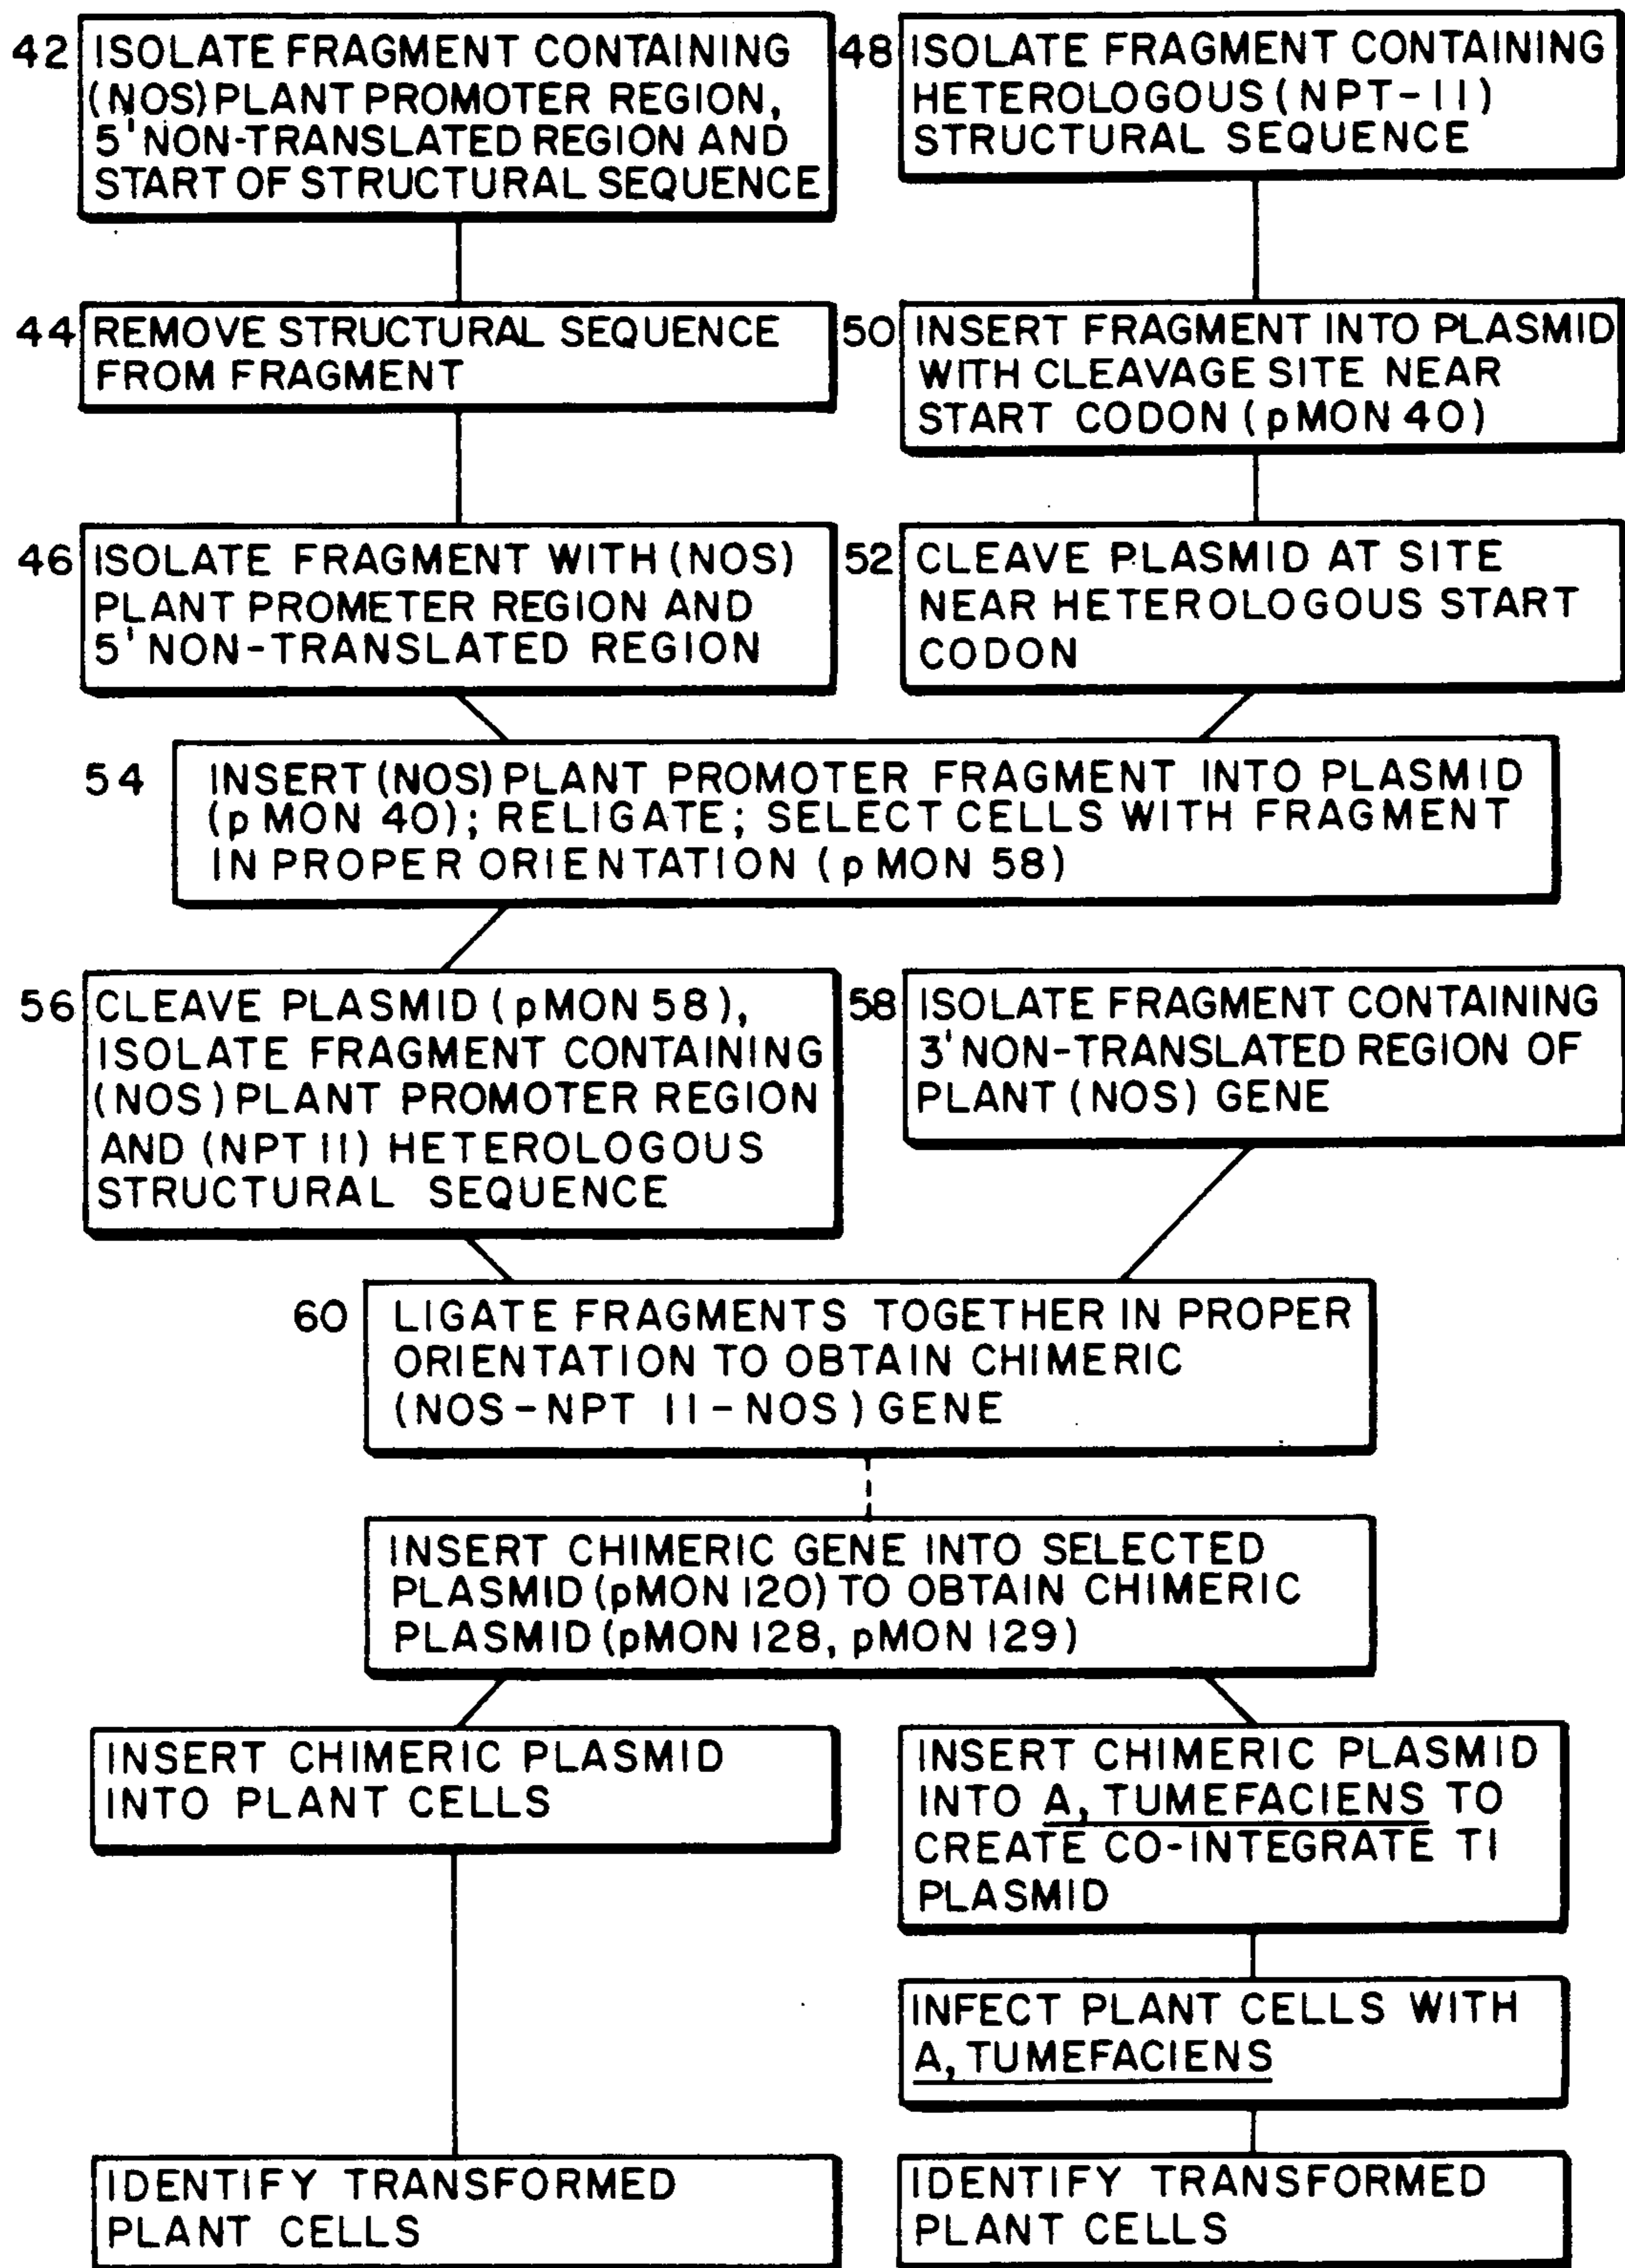 42 ISOLATE FRAGMENT CONTAINING
(NOS) PLANT PROMOTER REGION,
5' NON-TRANSLATED REGION AND
START OF STRUCTURAL SEQUENCE
48 ISOLATE FRAGMENT CONTAINING
HETEROLOGOUS (NPT-II)
STRUCTURAL SEQUENCE
44 REMOVE STRUCTURAL SEQUENCE
FROM FRAGMENT
50 INSERT FRAGMENT INTO PLASMID
WITH CLEAVAGE SITE NEAR
START CODON (pMON 40)
46 ISOLATE FRAGMENT WITH (NOS)
PLANT PROMETER REGION AND
5' NON-TRANSLATED REGION
52 CLEAVE PLASMID AT SITE
NEAR HETEROLOGOUS START
CODON
54 INSERT (NOS) PLANT PROMOTER FRAGMENT INTO PLASMID
(pMON 40); RELIGATE; SELECT CELLS WITH FRAGMENT
IN PROPER ORIENTATION (pMON 58)
56 CLEAVE PLASMID (pMON 58),
ISOLATE FRAGMENT CONTAINING
(NOS) PLANT PROMOTER REGION
AND (NPT II) HETEROLOGOUS
STRUCTURAL SEQUENCE
58 ISOLATE FRAGMENT CONTAINING
3' NON-TRANSLATED REGION OF
PLANT (NOS) GENE
60 LIGATE FRAGMENTS TOGETHER IN PROPER
ORIENTATION TO OBTAIN CHIMERIC
(NOS-NPT II-NOS) GENE
INSERT CHIMERIC GENE INTO SELECTED
PLASMID (pMON 120) TO OBTAIN CHIMERIC
PLASMID (pMON 128, pMON 129)
INSERT CHIMERIC PLASMID
INTO PLANT CELLS
INSERT CHIMERIC PLASMID
INTO A, TUMEFACIENS TO
CREATE CO-INTEGRATE TI
PLASMID
INFECT PLANT CELLS WITH
A, TUMEFACIENS
IDENTIFY TRANSFORMED
PLANT CELLS
IDENTIFY TRANSFORMED
PLANT CELLS